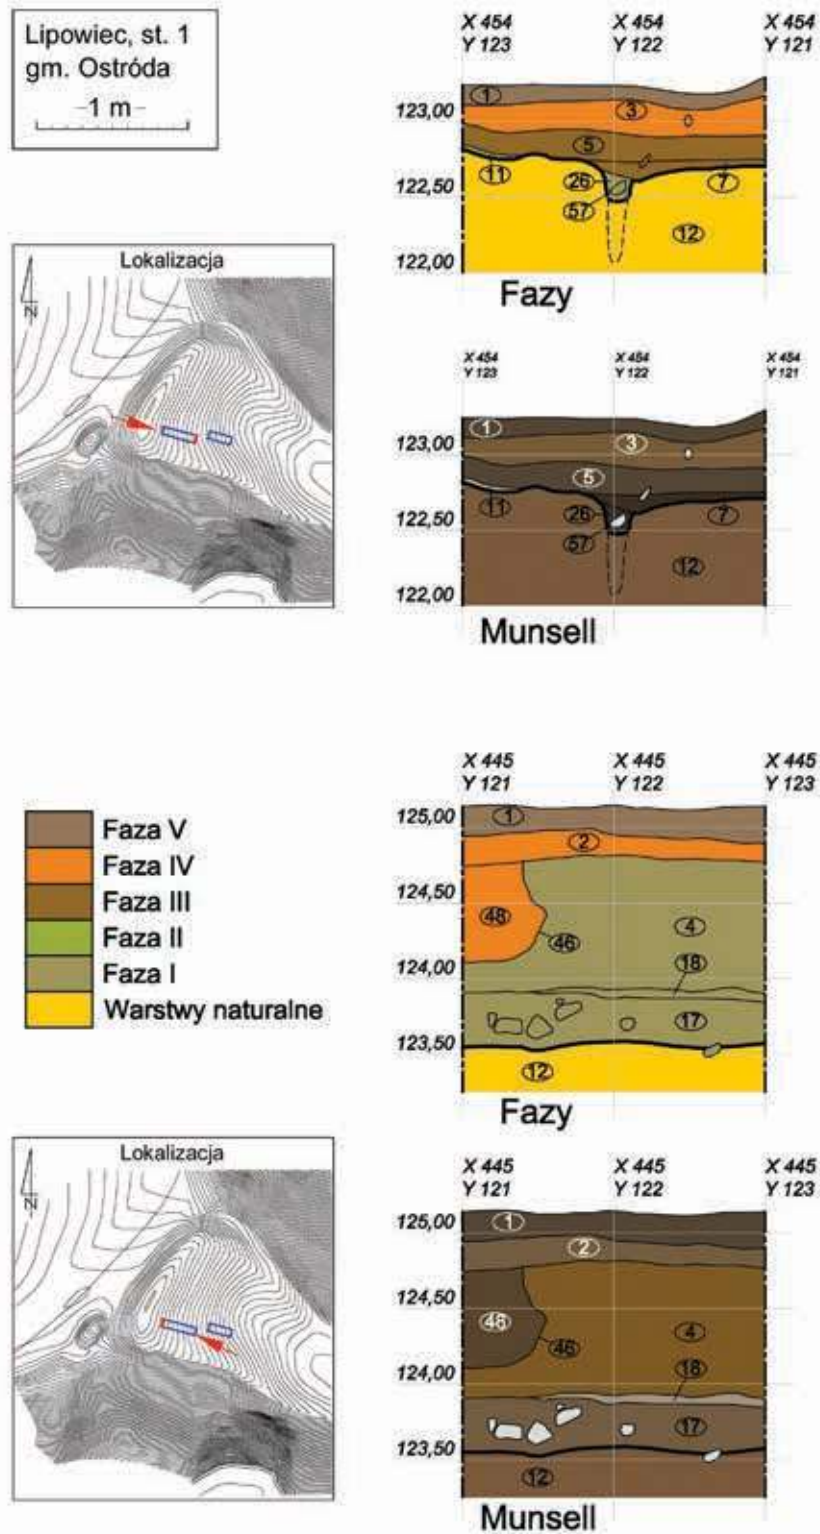 Lipowiec, st. 1
gm. Ostróda
1 m
X 454 X 454 X 454
Y 123 Y 122 Y 121
123,00
122,50
122,00
1
3
5
11
26
57
7
12
Fazy
Lokalizacja
N
X 454 X 454 X 454
Y 123 Y 122 Y 121
123,00
122,50
122,00
1
3
5
11
26
57
7
12
Munsell
Faza V
Faza IV
Faza III
Faza II
Faza I
Warstwy naturalne
X 445 X 445 X 445
Y 121 Y 122 Y 123
125,00
124,50
124,00
123,50
1
2
48
46
4
18
17
12
Fazy
Lokalizacja
N
X 445 X 445 X 445
Y 121 Y 122 Y 123
125,00
124,50
124,00
123,50
1
2
48
46
4
18
17
12
Munsell